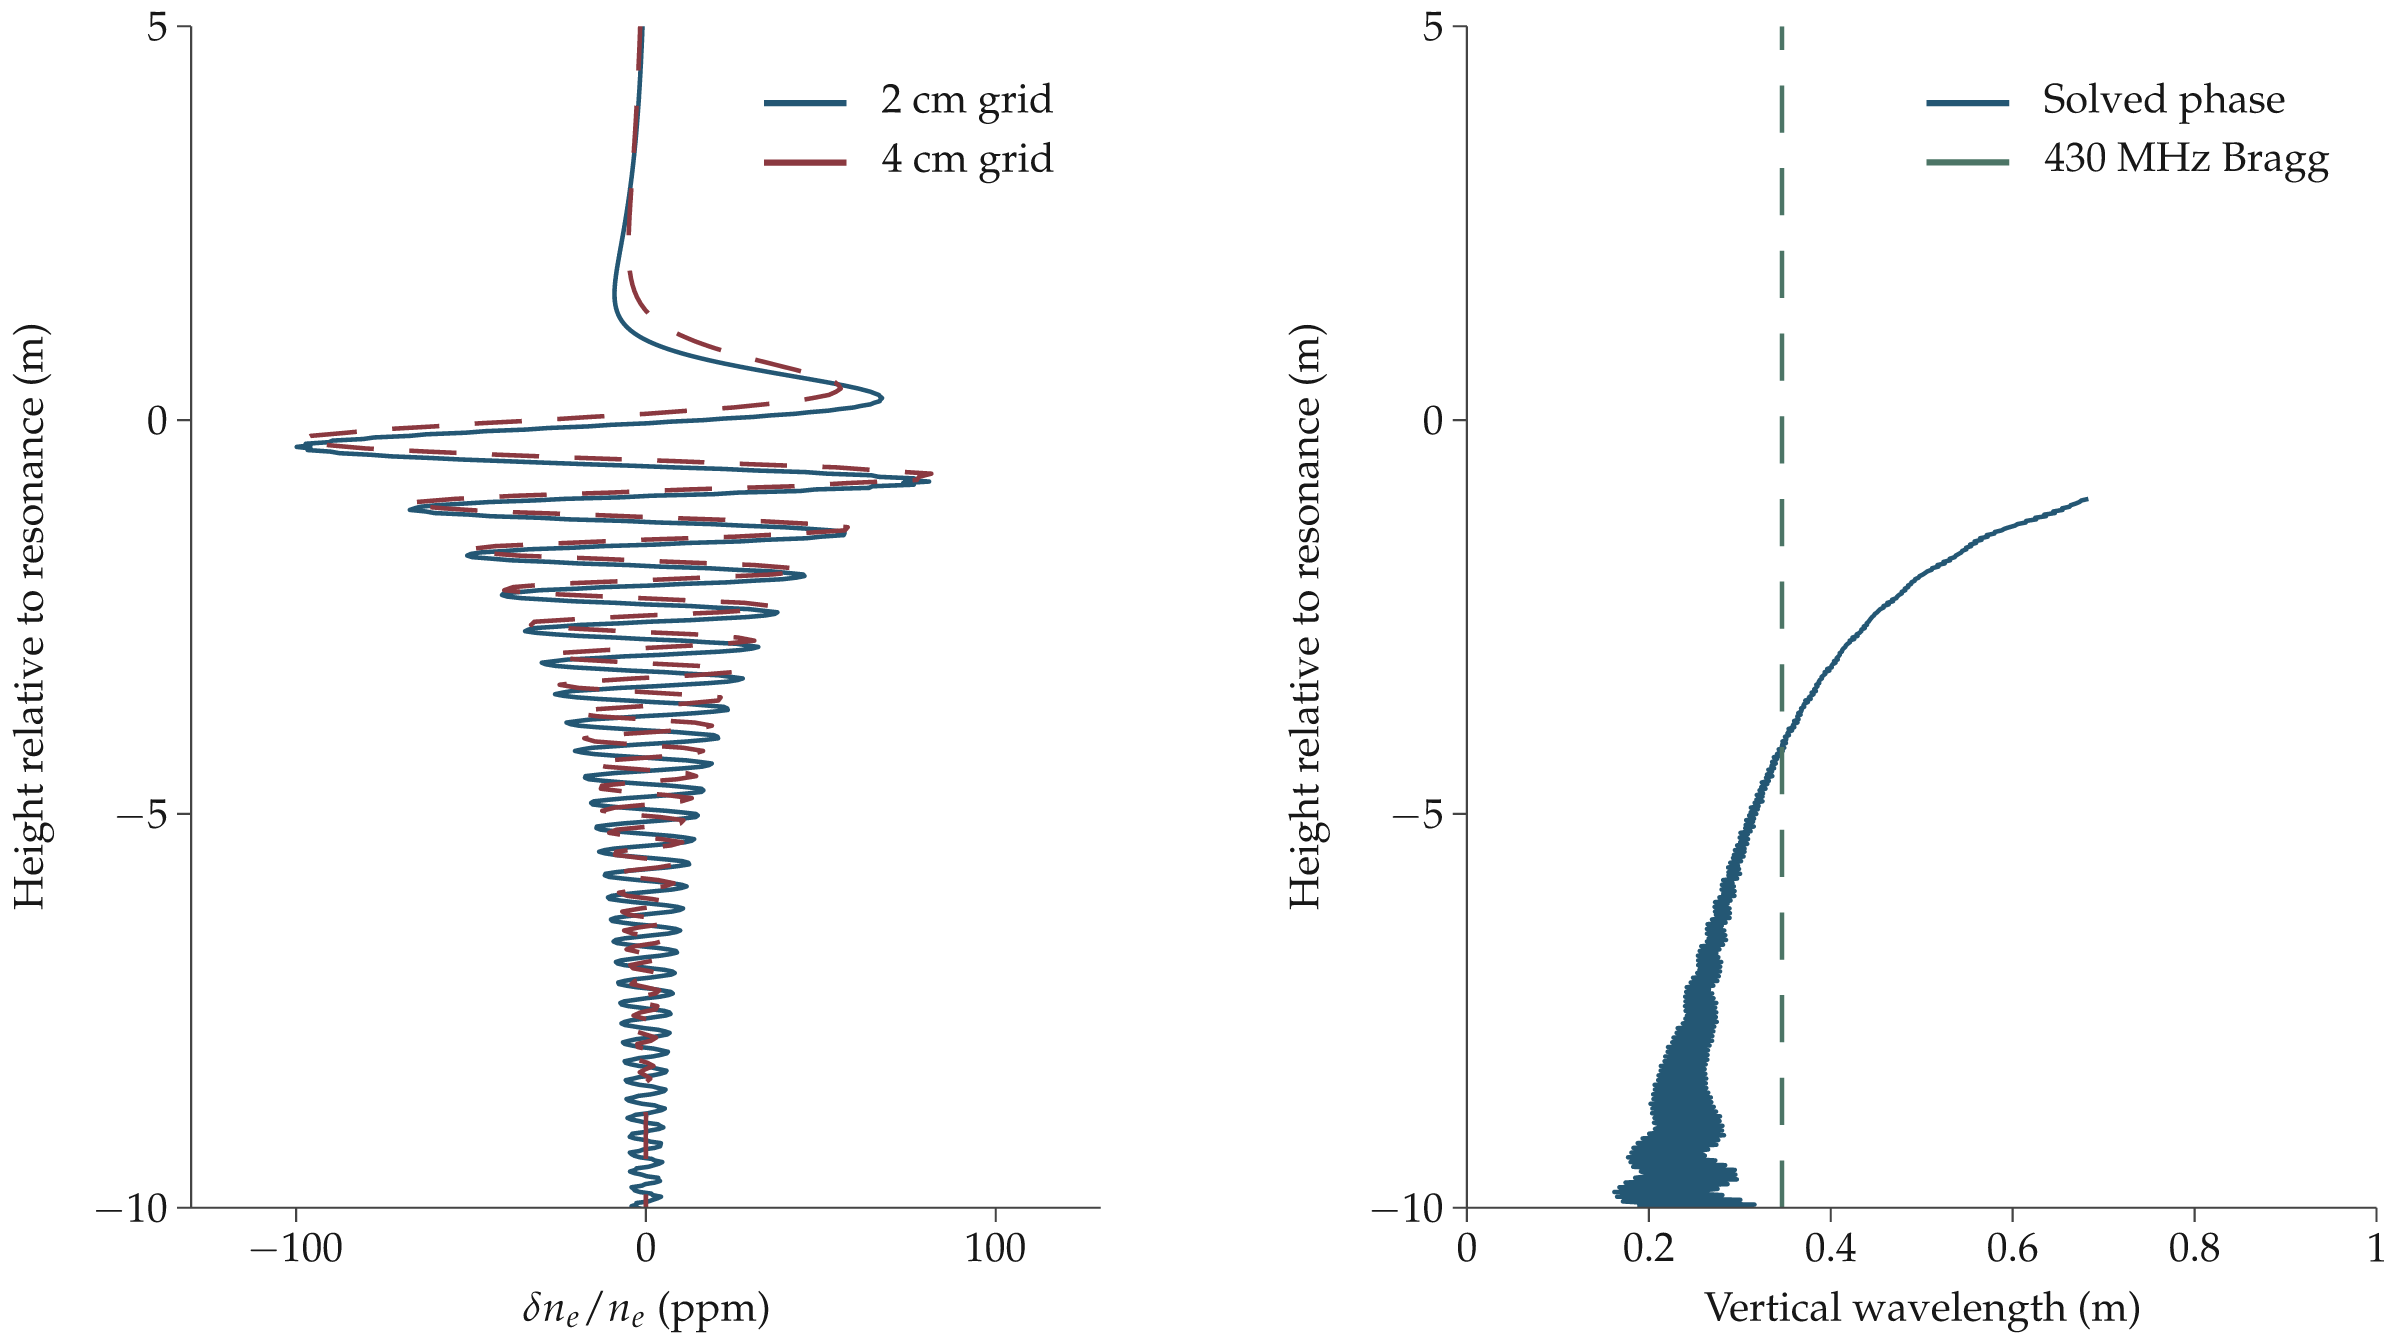 5
0
−5
−10
−100
0
100
Height relative to resonance (m)
δnₑ/nₑ (ppm)
2 cm grid
4 cm grid
5
0
−5
−10
0
0.2
0.4
0.6
0.8
1
Height relative to resonance (m)
Vertical wavelength (m)
Solved phase
430 MHz Bragg